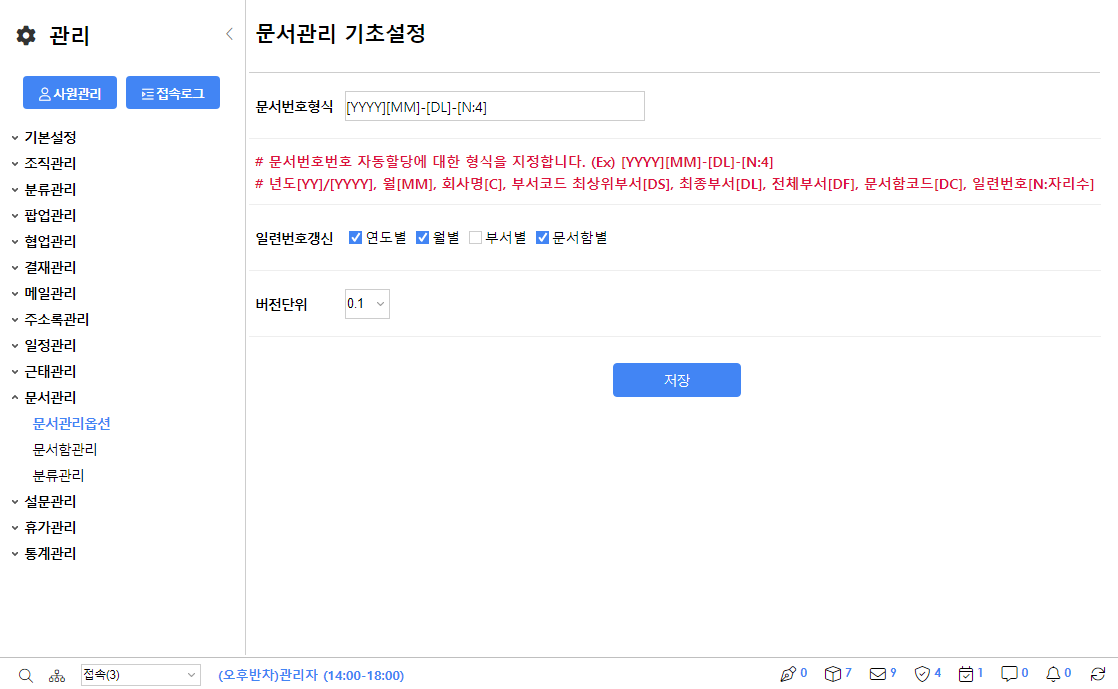 관리
사원관리
접속로그
기본설정
조직관리
분류관리
팝업관리
협업관리
결재관리
메일관리
주소록관리
일정관리
근태관리
문서관리
문서관리옵션
문서함관리
분류관리
설문관리
휴가관리
통계관리
문서관리 기초설정
문서번호형식 [YYYY][MM]-[DL]-[N:4]
# 문서번호번호 자동할당에 대한 형식을 지정합니다. (Ex) [YYYY][MM]-[DL]-[N:4]
# 년도[YY]/[YYYY], 월[MM], 회사명[C], 부서코드 최상위부서[DS], 최종부서[DL], 전체부서[DF], 문서함코드[DC], 일련번호[N:자리수]
일련번호갱신 연도별 월별 부서별 문서함별
버전단위 0.1
저장
접속(3) (오후반차)관리자 (14:00-18:00) 0 7 9 4 1 0 0